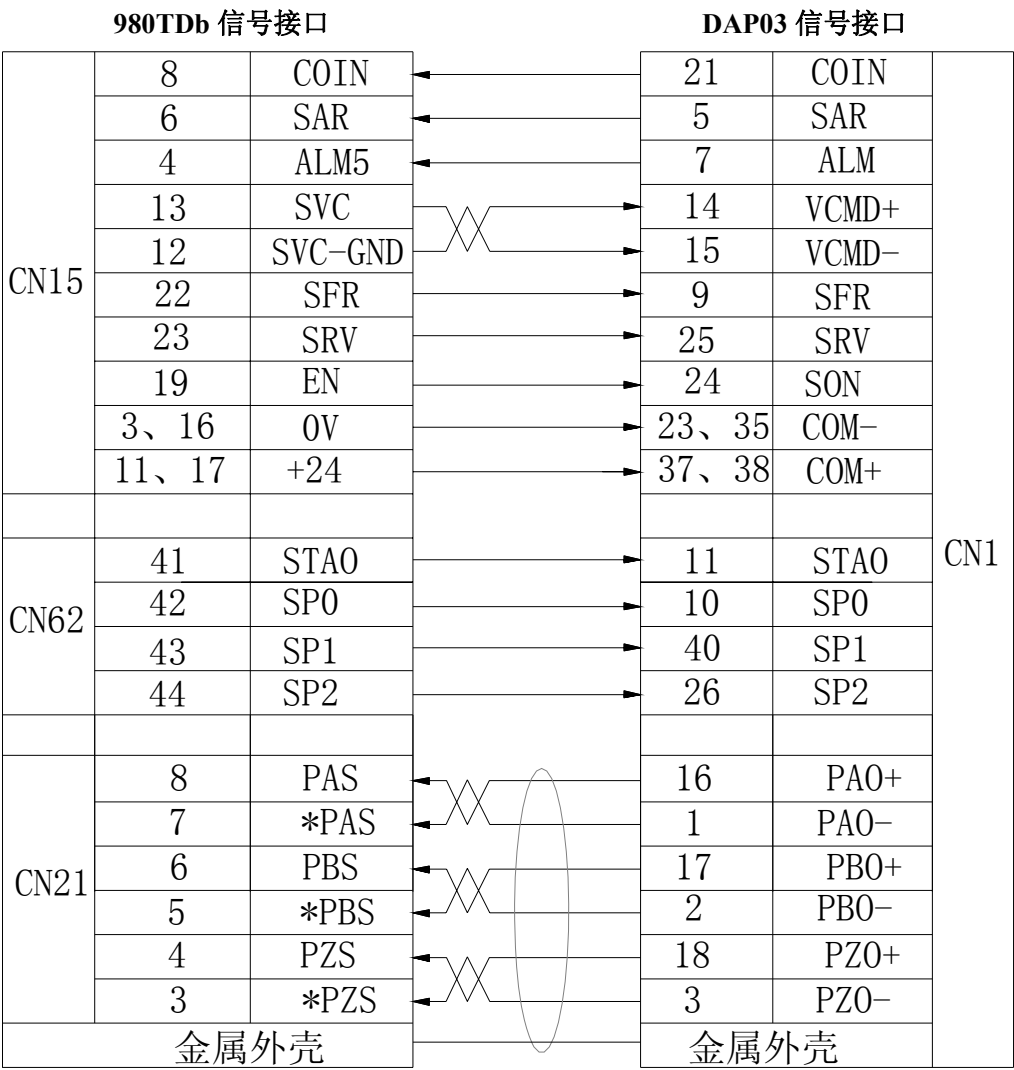 980TDb 信号接口 DAP03 信号接口
8 COIN 21 COIN
6 SAR 5 SAR
4 ALM5 7 ALM
13 SVC 14 VCMD+
12 SVC-GND 15 VCMD-
CN15 22 SFR 9 SFR
23 SRV 25 SRV
19 EN 24 SON
3、16 0V 23、35 COM-
11、17 +24 37、38 COM+
CN1
41 STAO 11 STAO
42 SP0 10 SP0
CN62
43 SP1 40 SP1
44 SP2 26 SP2
8 PAS 16 PAO+
7 *PAS 1 PAO-
6 PBS 17 PBO+
CN21
5 *PBS 2 PBO-
4 PZS 18 PZO+
3 *PZS 3 PZO-
金属外壳 金属外壳